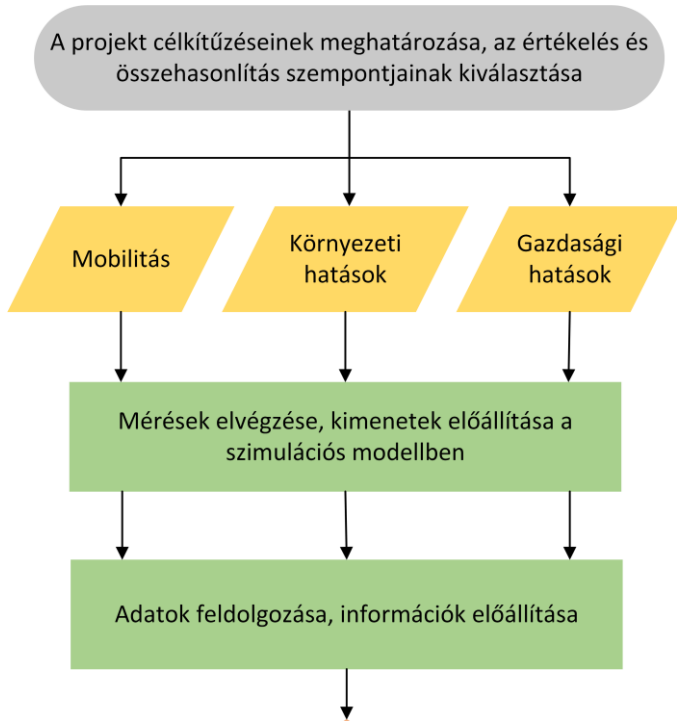 A projekt célkítűzéseinek meghatározása, az értékelés és
összehasonlítás szempontjainak kiválasztása
Mobilitás
Környezeti
hatások
Gazdasági
hatások
Mérések elvégzése, kimenetek előállítása a
szimulációs modellben
Adatok feldolgozása, információk előállítása